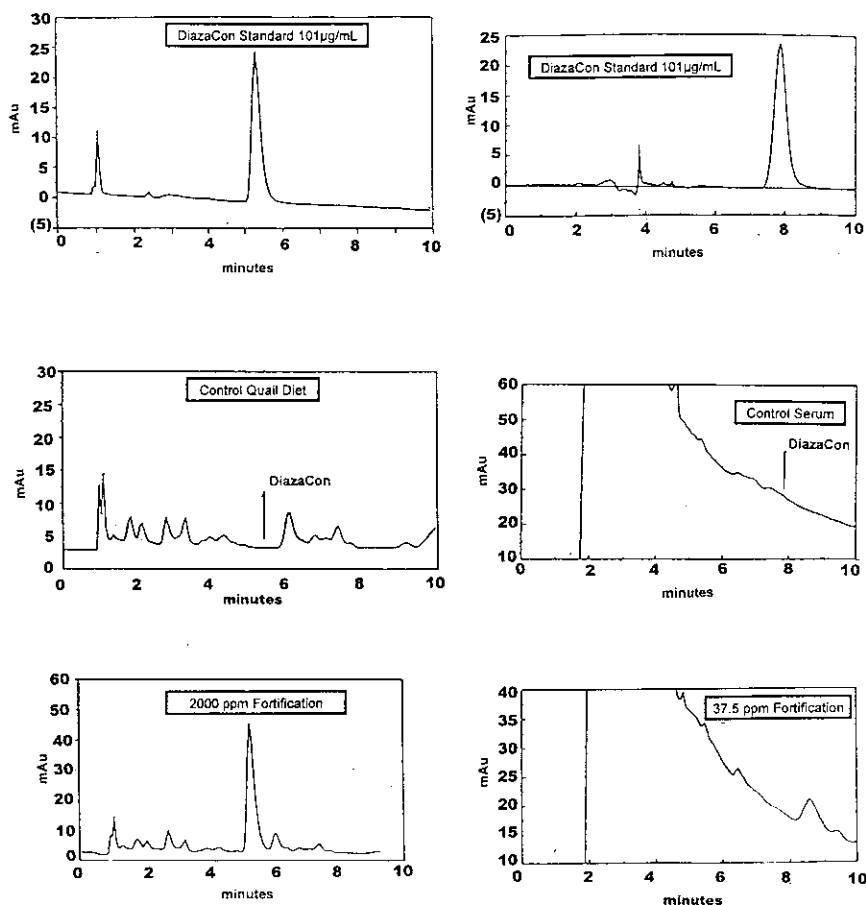 30
25
20
15
10
5
0
(5)
mAu
DiazaCon Standard 101µg/mL
0 2 4 6 8 10
minutes
25
20
15
10
5
0
(5)
mAu
DiazaCon Standard 101µg/mL
0 2 4 6 8 10
minutes
30
25
20
15
10
5
0
mAu
Control Quail Diet
DiazaCon
0 2 4 6 8 10
minutes
60
50
40
30
20
10
mAu
Control Serum
DiazaCon
0 2 4 6 8 10
minutes
60
50
40
30
20
10
0
mAu
2000 ppm Fortification
0 2 4 6 8 10
minutes
40
35
30
25
20
15
10
mAu
37.5 ppm Fortification
0 2 4 6 8 10
minutes